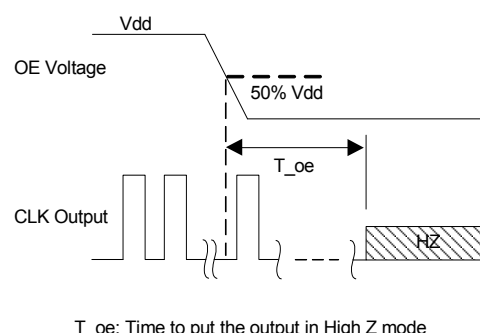 Vdd
OE Voltage
50% Vdd
T_oe
CLK Output
HZ
T_oe: Time to put the output in High Z mode